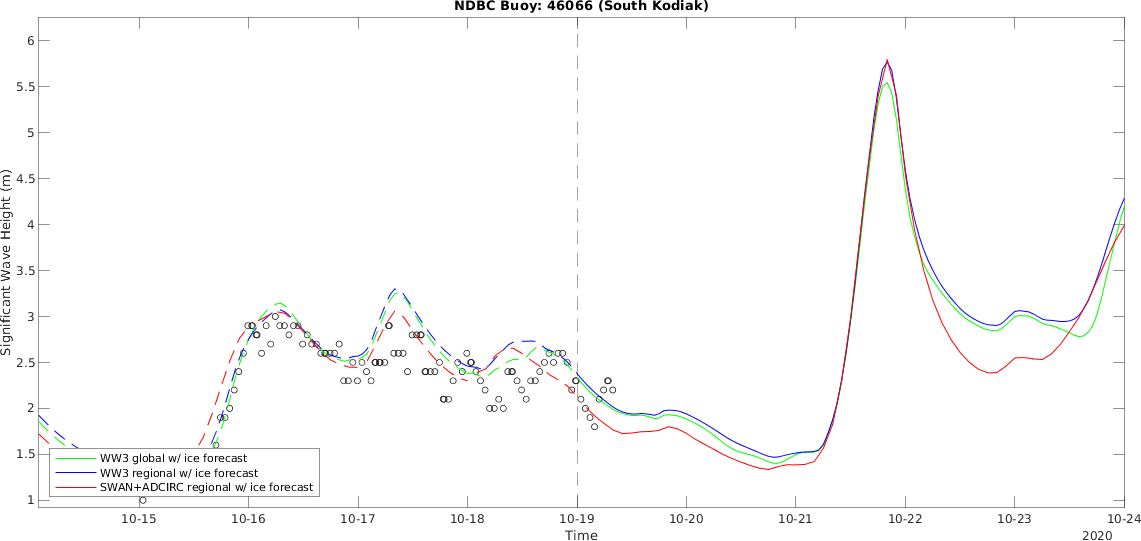 NDBC Buoy: 46066 (South Kodiak)
6
5.5
5
4.5
4
3.5
3
2.5
2
1.5
1
Significant Wave Height (m)
WW3 global w/ ice forecast
WW3 regional w/ ice forecast
SWAN+ADCIRC regional w/ ice forecast
10-15 10-16 10-17 10-18 10-19 10-20 10-21 10-22 10-23 10-24
Time
2020